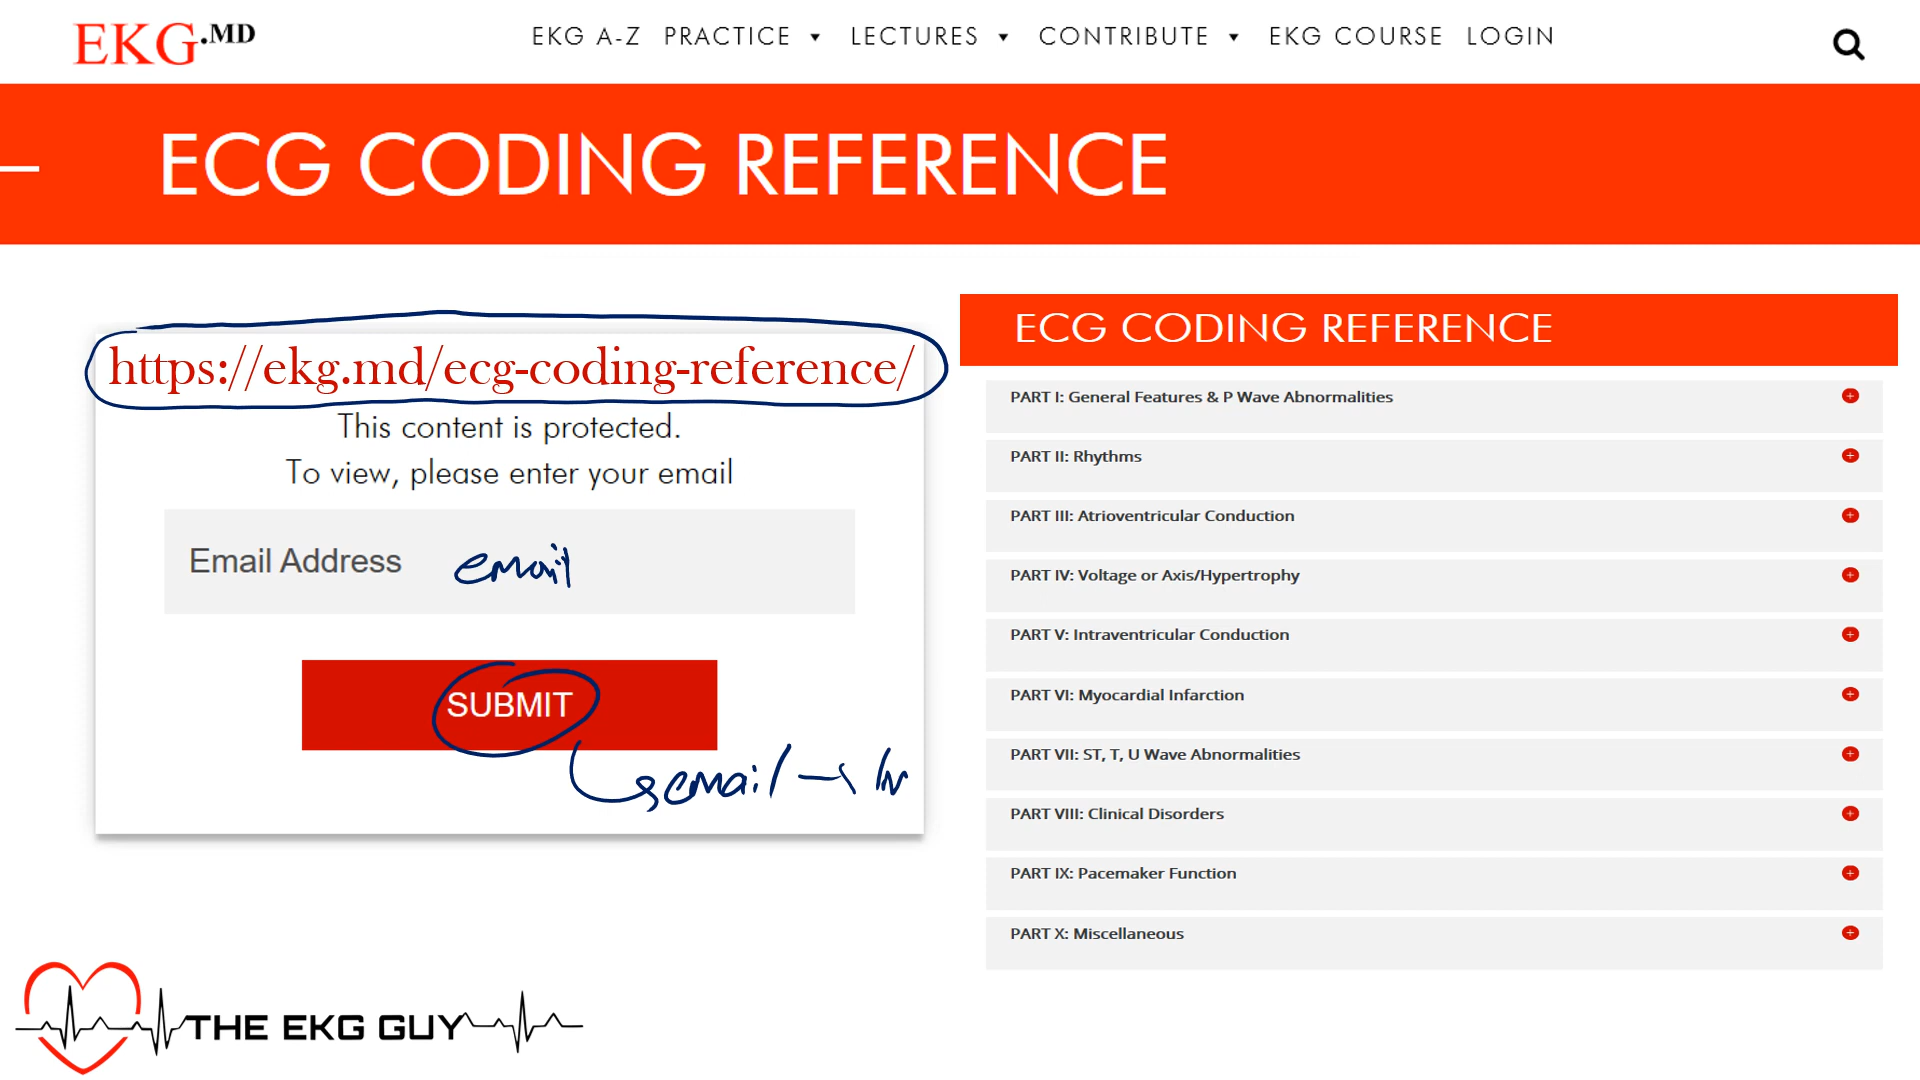 EKG.MD
EKG A-Z PRACTICE LECTURES CONTRIBUTE EKG COURSE LOGIN
ECG CODING REFERENCE
https://ekg.md/ecg-coding-reference/
This content is protected.
To view, please enter your email
Email Address email
SUBMIT
email
ECG CODING REFERENCE
PART I: General Features & P Wave Abnormalities
PART II: Rhythms
PART III: Atrioventricular Conduction
PART IV: Voltage or Axis/Hypertrophy
PART V: Intraventricular Conduction
PART VI: Myocardial Infarction
PART VII: ST, T, U Wave Abnormalities
PART VIII: Clinical Disorders
PART IX: Pacemaker Function
PART X: Miscellaneous
THE EKG GUY